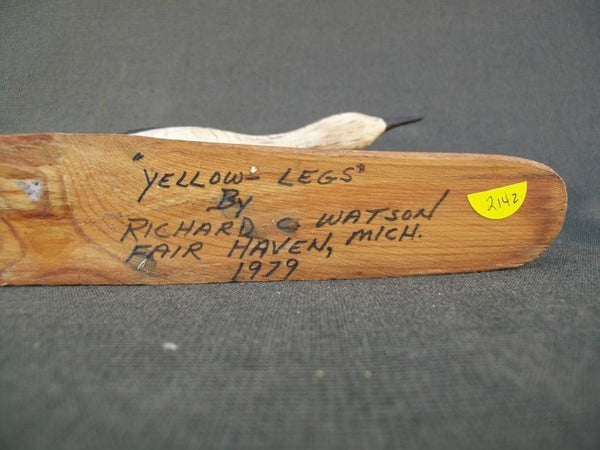 "YELLOW- LEGS"
By
RICHARD C WATSON
FAIR HAVEN, MICH.
1979
2142